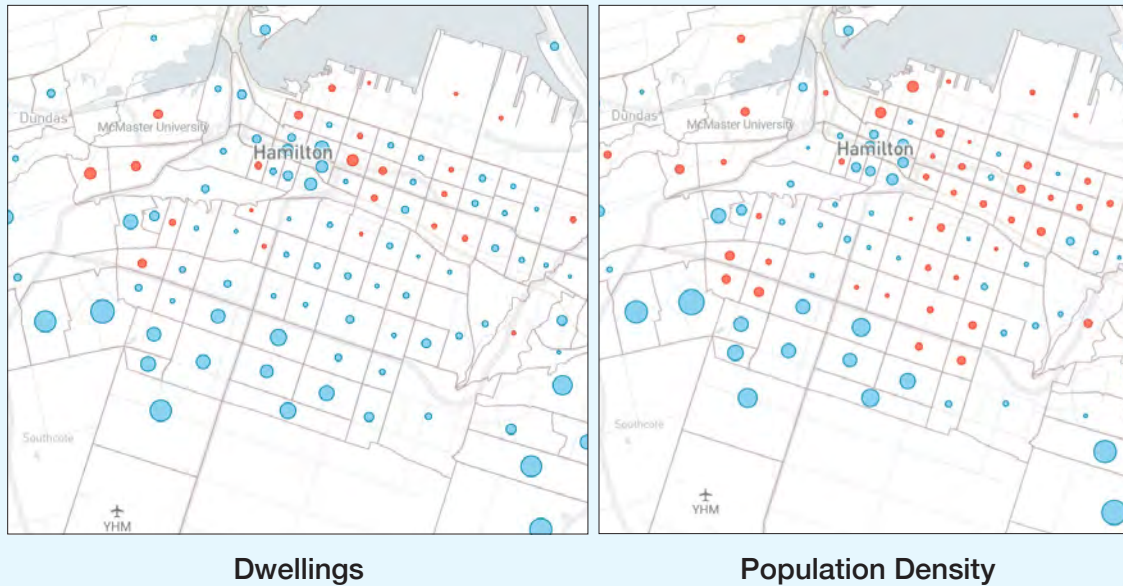 Dundas
McMaster University
Hamilton
Southcote
YHM
Dundas
McMaster University
Hamilton
Southcote
YHM
Dwellings
Population Density